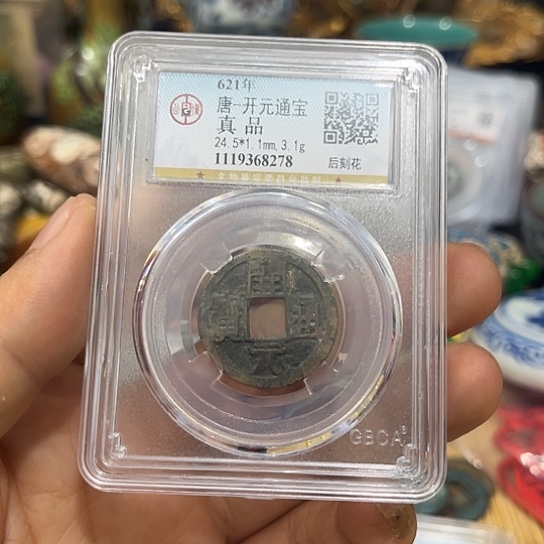 621年
唐-开元通宝
真品
24.5*1.1mm,3.1g
1119368278
后刻花
開元通寶
GBCA